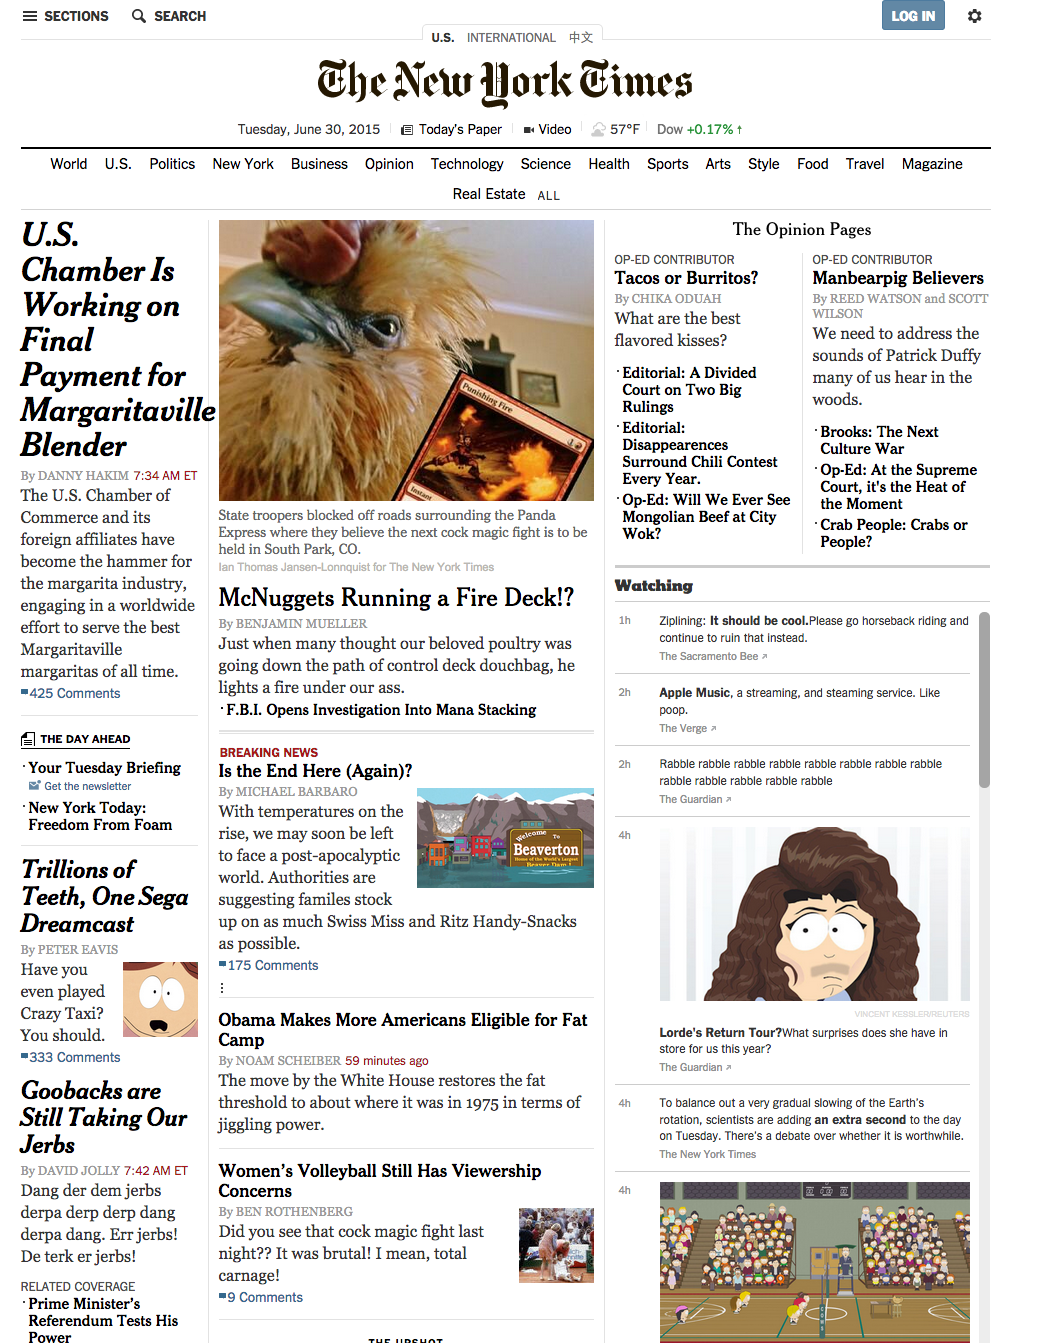 SECTIONS
SEARCH
LOG IN
U.S. INTERNATIONAL 中文
The New York Times
Tuesday, June 30, 2015
Today's Paper
Video
57°F
Dow +0.17% ↑
World U.S. Politics New York Business Opinion Technology Science Health Sports Arts Style Food Travel Magazine
Real Estate ALL
U.S.
Chamber Is
Working on
Final
Payment for
Margaritaville
Blender
By DANNY HAKIM 7:34 AM ET
The U.S. Chamber of
Commerce and its
foreign affiliates have
become the hammer for
the margarita industry,
engaging in a worldwide
effort to serve the best
Margaritaville
margaritas of all time.
425 Comments
THE DAY AHEAD
Your Tuesday Briefing
Get the newsletter
New York Today:
Freedom From Foam
Trillions of
Teeth, One Sega
Dreamcast
By PETER EAVIS
Have you
even played
Crazy Taxi?
You should.
333 Comments
Goobacks are
Still Taking Our
Jerbs
By DAVID JOLLY 7:42 AM ET
Dang der dem jerbs
derpa derp derp dang
derpa dang. Err jerbs!
De terk er jerbs!
RELATED COVERAGE
Prime Minister's
Referendum Tests His
Power
Punishing Fire
Instant
State troopers blocked off roads surrounding the Panda
Express where they believe the next cock magic fight is to be
held in South Park, CO.
Ian Thomas Jansen-Lonnquist for The New York Times
McNuggets Running a Fire Deck!?
By BENJAMIN MUELLER
Just when many thought our beloved poultry was
going down the path of control deck douchbag, he
lights a fire under our ass.
F.B.I. Opens Investigation Into Mana Stacking
BREAKING NEWS
Is the End Here (Again)?
By MICHAEL BARBARO
With temperatures on the
rise, we may soon be left
to face a post-apocalyptic
world. Authorities are
suggesting familes stock
up on as much Swiss Miss and Ritz Handy-Snacks
as possible.
175 Comments
Welcome To
Beaverton
Home of the World's Largest
Beaver Dam!
Obama Makes More Americans Eligible for Fat
Camp
By NOAM SCHEIBER 59 minutes ago
The move by the White House restores the fat
threshold to about where it was in 1975 in terms of
jiggling power.
Women's Volleyball Still Has Viewership
Concerns
By BEN ROTHENBERG
Did you see that cock magic fight last
night?? It was brutal! I mean, total
carnage!
9 Comments
THE UPSHOT
The Opinion Pages
OP-ED CONTRIBUTOR
Tacos or Burritos?
By CHIKA ODUAH
What are the best
flavored kisses?
Editorial: A Divided
Court on Two Big
Rulings
Editorial:
Disappearences
Surround Chili Contest
Every Year.
Op-Ed: Will We Ever See
Mongolian Beef at City
Wok?
OP-ED CONTRIBUTOR
Manbearpig Believers
By REED WATSON and SCOTT
WILSON
We need to address the
sounds of Patrick Duffy
many of us hear in the
woods.
Brooks: The Next
Culture War
Op-Ed: At the Supreme
Court, it's the Heat of
the Moment
Crab People: Crabs or
People?
Watching
1h
Ziplining: It should be cool.Please go horseback riding and
continue to ruin that instead.
The Sacramento Bee
2h
Apple Music, a streaming, and steaming service. Like
poop.
The Verge
2h
Rabble rabble rabble rabble rabble rabble rabble rabble
rabble rabble rabble rabble rabble
The Guardian
4h
VINCENT KESSLER/REUTERS
Lorde's Return Tour?What surprises does she have in
store for us this year?
The Guardian
4h
To balance out a very gradual slowing of the Earth's
rotation, scientists are adding an extra second to the day
on Tuesday. There's a debate over whether it is worthwhile.
The New York Times
4h